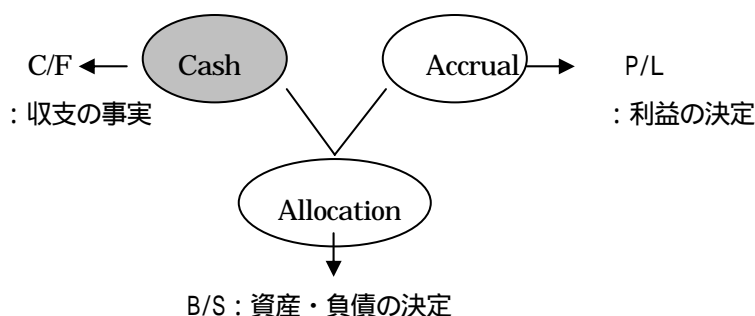 C/F Cash Accrual P/L
：収支の事実 ：利益の決定
Allocation
B/S：資産・負債の決定